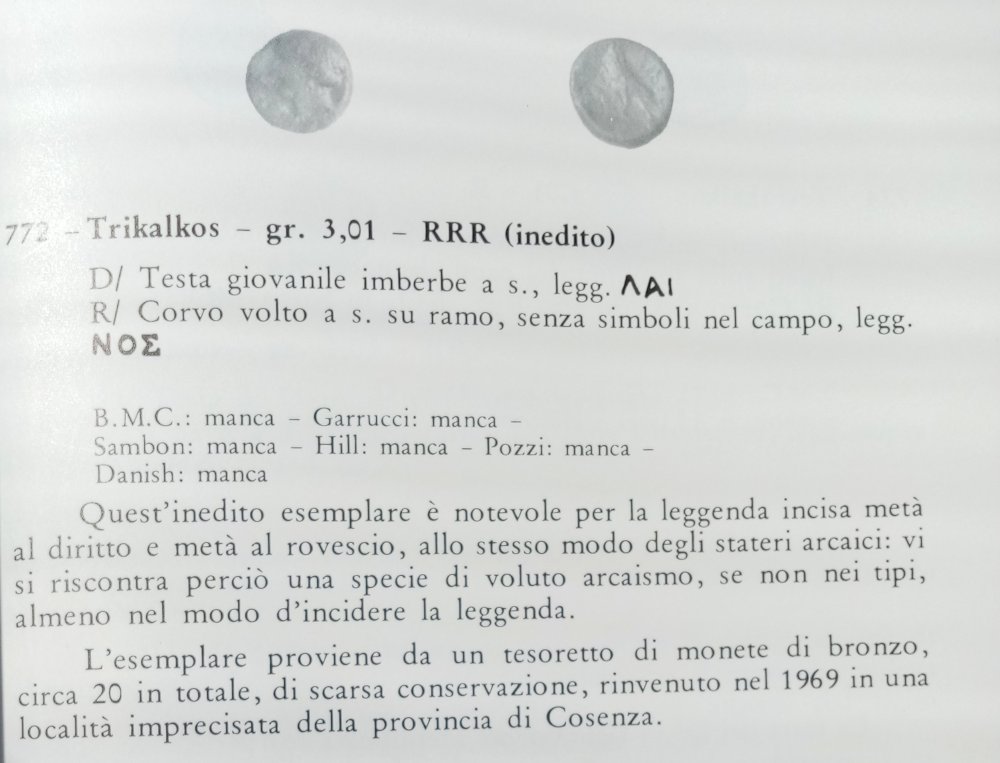 772 – Trikalkos – gr. 3,01 – RRR (inedito)
D/ Testa giovanile imberbe a s., legg. ΛΑΙ
R/ Corvo volto a s. su ramo, senza simboli nel campo, legg.
ΝΟΣ
B.M.C.: manca – Garrucci: manca –
Sambon: manca – Hill: manca – Pozzi: manca –
Danish: manca
Quest'inedito esemplare è notevole per la leggenda incisa metà
al diritto e metà al rovescio, allo stesso modo degli stateri arcaici: vi
si riscontra perciò una specie di voluto arcaismo, se non nei tipi,
almeno nel modo d'incidere la leggenda.
L'esemplare proviene da un tesoretto di monete di bronzo,
circa 20 in totale, di scarsa conservazione, rinvenuto nel 1969 in una
località imprecisata della provincia di Cosenza.